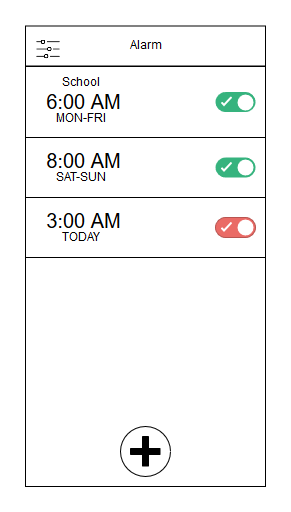 Alarm
School
6:00 AM
MON-FRI
8:00 AM
SAT-SUN
3:00 AM
TODAY